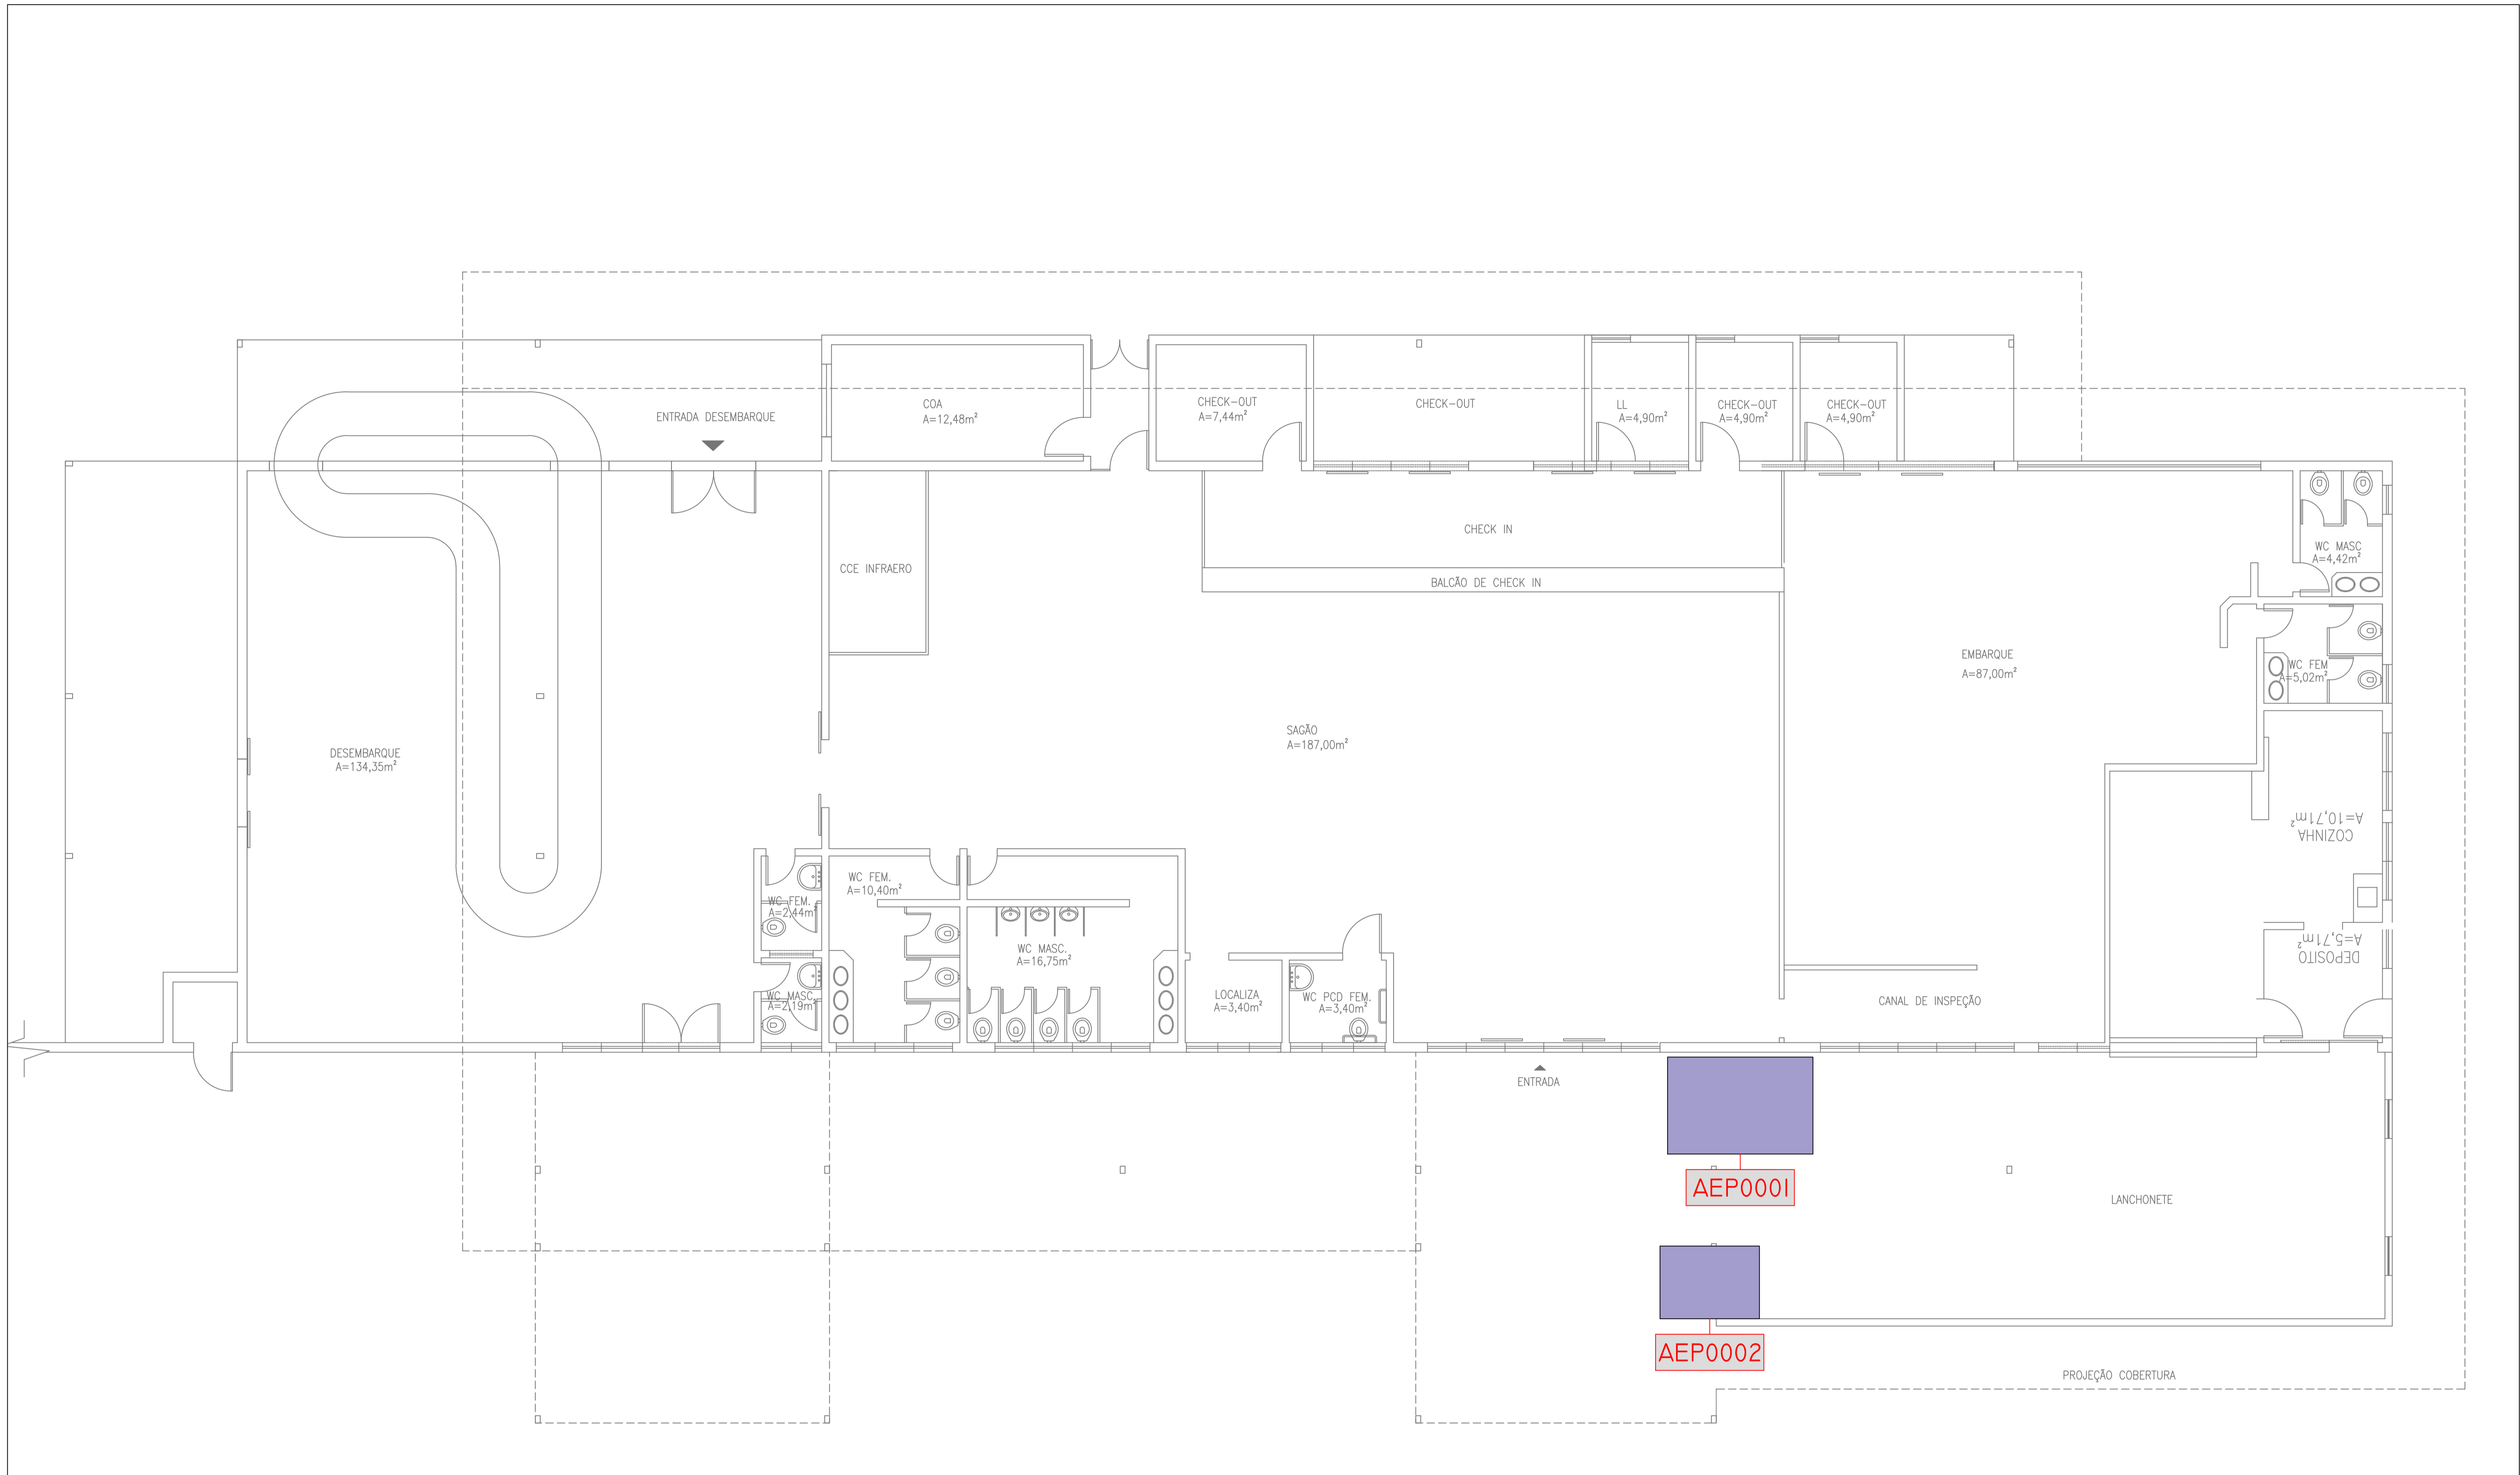 ENTRADA DESEMBARQUE
COA
A=12,48m²
CHECK-OUT
A=7,44m²
CHECK-OUT
LL
A=4,90m²
CHECK-OUT
A=4,90m²
CHECK-OUT
A=4,90m²
CHECK IN
BALCÃO DE CHECK IN
CCE INFRAERO
WC MASC
A=4,42m²
EMBARQUE
A=87,00m²
WC FEM
A=5,02m²
SAGÃO
A=187,00m²
DESEMBARQUE
A=134,35m²
COZINHA
A=10,71m²
WC FEM.
A=2,44m²
WC FEM.
A=10,40m²
WC MASC.
A=16,75m²
DEPOSITO
A=5,71m²
WC MASC.
A=2,19m²
LOCALIZA
A=3,40m²
WC PCD FEM.
A=3,40m²
CANAL DE INSPEÇÃO
ENTRADA
AEP0001
LANCHONETE
AEP0002
PROJEÇÃO COBERTURA